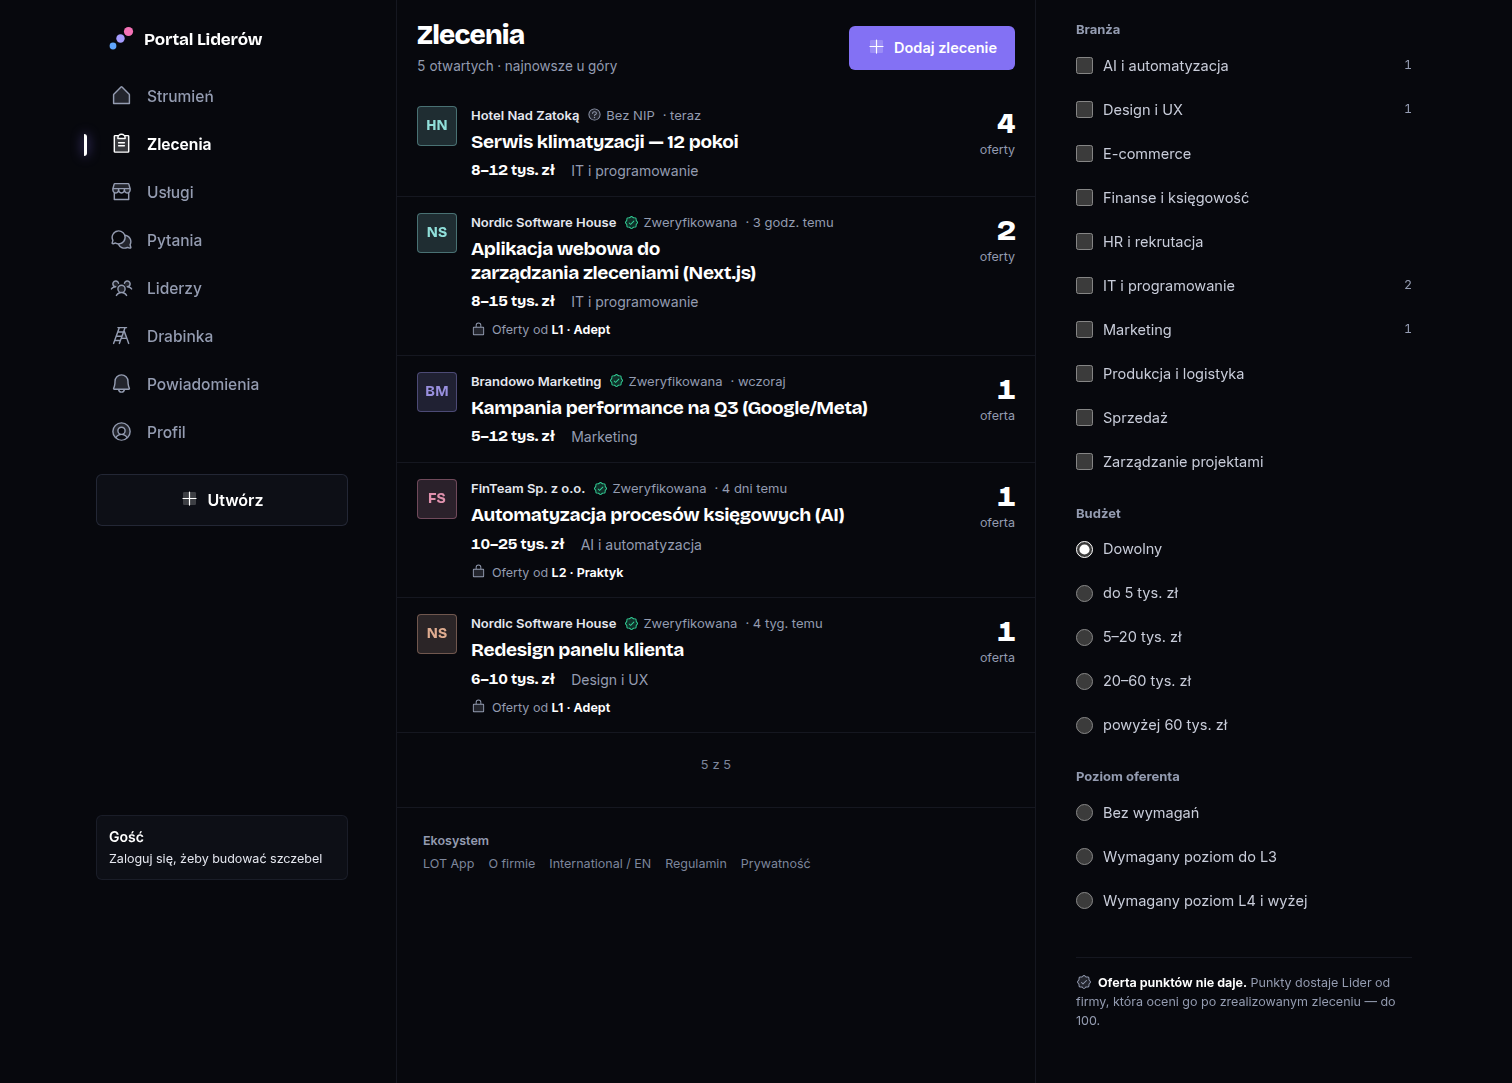 Portal Liderów
Strumień
Zlecenia
Usługi
Pytania
Liderzy
Drabinka
Powiadomienia
Profil
Utwórz
Gość
Zaloguj się, żeby budować szczebel
Zlecenia
5 otwartych · najnowsze u góry
Dodaj zlecenie
HN
Hotel Nad Zatoką Bez NIP · teraz
Serwis klimatyzacji — 12 pokoi
8–12 tys. zł IT i programowanie
4
oferty
NS
Nordic Software House Zweryfikowana · 3 godz. temu
Aplikacja webowa do
zarządzania zleceniami (Next.js)
8–15 tys. zł IT i programowanie
Oferty od L1 · Adept
2
oferty
BM
Brandowo Marketing Zweryfikowana · wczoraj
Kampania performance na Q3 (Google/Meta)
5–12 tys. zł Marketing
1
oferta
FS
FinTeam Sp. z o.o. Zweryfikowana · 4 dni temu
Automatyzacja procesów księgowych (AI)
10–25 tys. zł AI i automatyzacja
Oferty od L2 · Praktyk
1
oferta
NS
Nordic Software House Zweryfikowana · 4 tyg. temu
Redesign panelu klienta
6–10 tys. zł Design i UX
Oferty od L1 · Adept
1
oferta
5 z 5
Ekosystem
LOT App O firmie International / EN Regulamin Prywatność
Branża
AI i automatyzacja 1
Design i UX 1
E-commerce
Finanse i księgowość
HR i rekrutacja
IT i programowanie 2
Marketing 1
Produkcja i logistyka
Sprzedaż
Zarządzanie projektami
Budżet
Dowolny
do 5 tys. zł
5–20 tys. zł
20–60 tys. zł
powyżej 60 tys. zł
Poziom oferenta
Bez wymagań
Wymagany poziom do L3
Wymagany poziom L4 i wyżej
Oferta punktów nie daje. Punkty dostaje Lider od
firmy, która oceni go po zrealizowanym zleceniu — do
100.